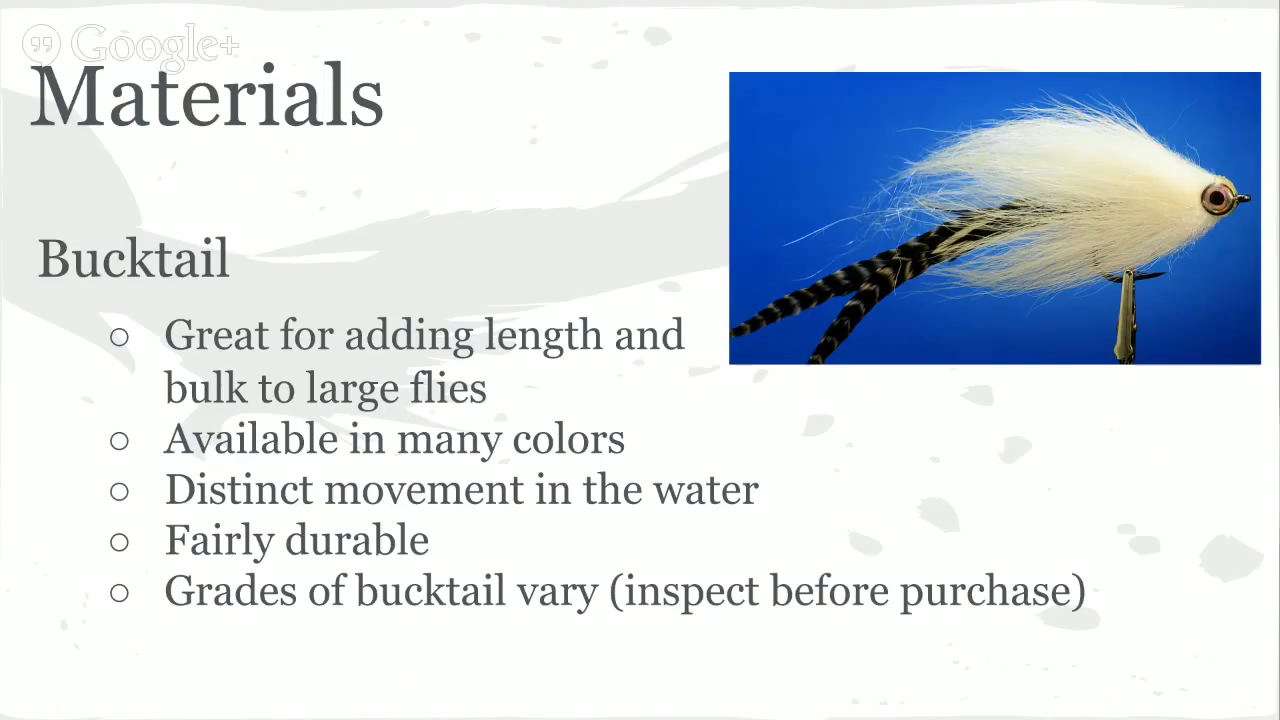 Google+
Materials
Bucktail
○ Great for adding length and
bulk to large flies
○ Available in many colors
○ Distinct movement in the water
○ Fairly durable
○ Grades of bucktail vary (inspect before purchase)